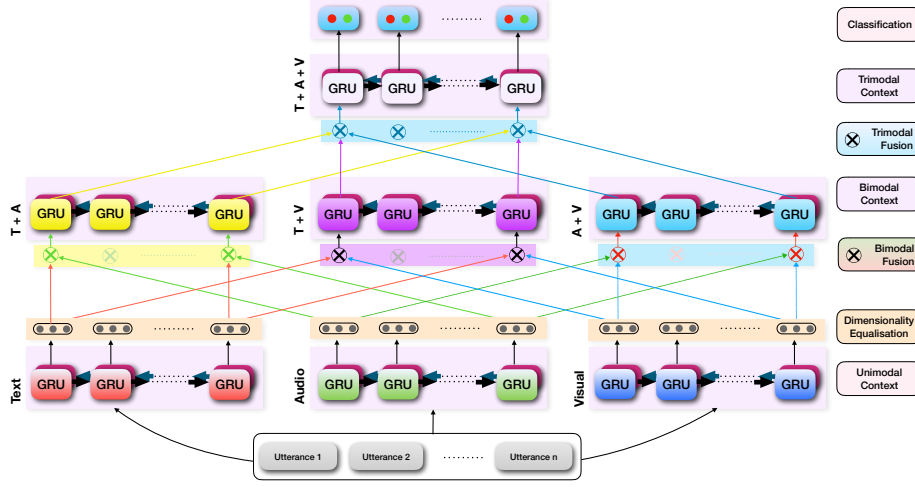 Classification
T + A + V
GRU GRU GRU
Trimodal
Context
Trimodal
Fusion
T + A
GRU GRU GRU
T + V
GRU GRU GRU
A + V
GRU GRU GRU
Bimodal
Context
Bimodal
Fusion
Dimensionality
Equalisation
Text
GRU GRU GRU
Audio
GRU GRU GRU
Visual
GRU GRU GRU
Unimodal
Context
Utterance 1 Utterance 2 ........ Utterance n